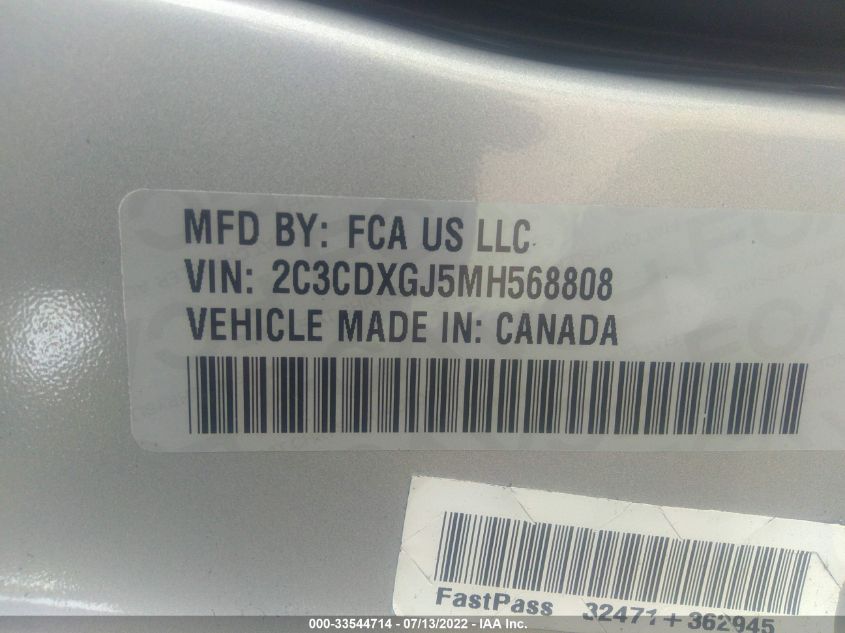 MFD BY: FCA US LLC
VIN: 2C3CDXGJ5MH568808
VEHICLE MADE IN: CANADA
FastPass 32471+362945
000-33544714 - 07/13/2022 - IAA Inc.